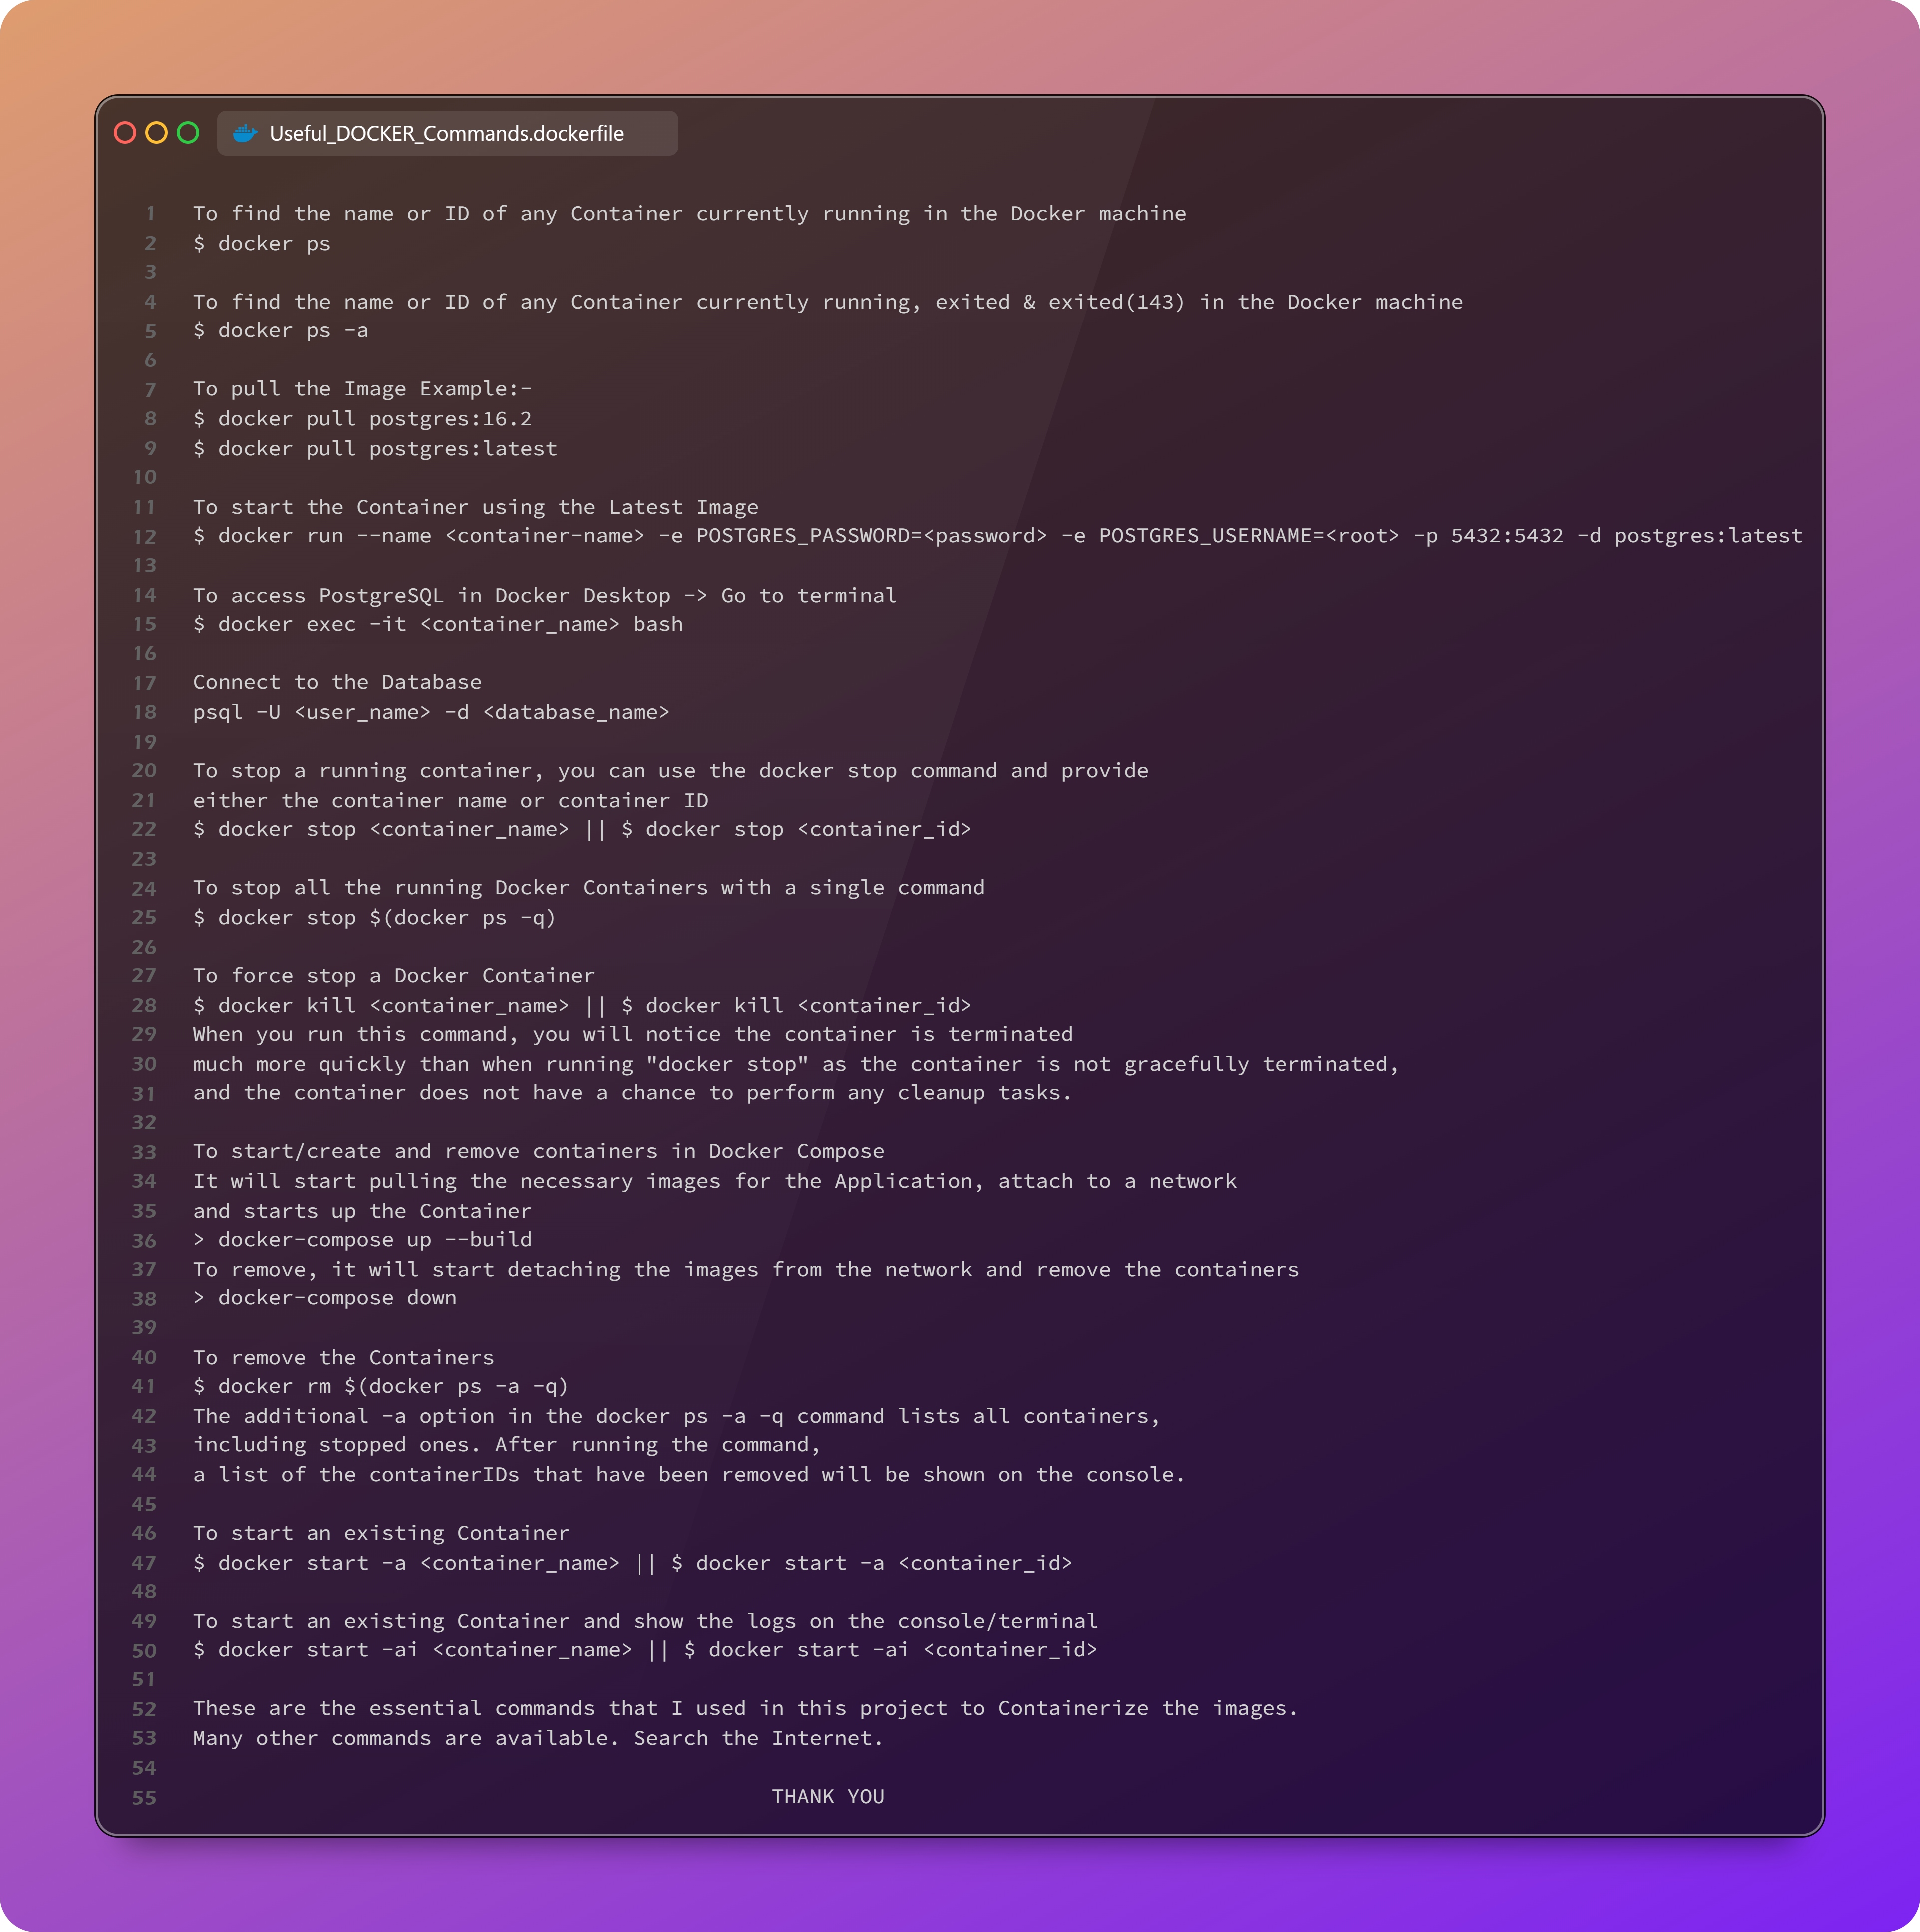 Useful_DOCKER_Commands.dockerfile
1 To find the name or ID of any Container currently running in the Docker machine
2 $ docker ps
3
4 To find the name or ID of any Container currently running, exited & exited(143) in the Docker machine
5 $ docker ps -a
6
7 To pull the Image Example:-
8 $ docker pull postgres:16.2
9 $ docker pull postgres:latest
10
11 To start the Container using the Latest Image
12 $ docker run --name <container-name> -e POSTGRES_PASSWORD=<password> -e POSTGRES_USERNAME=<root> -p 5432:5432 -d postgres:latest
13
14 To access PostgreSQL in Docker Desktop -> Go to terminal
15 $ docker exec -it <container_name> bash
16
17 Connect to the Database
18 psql -U <user_name> -d <database_name>
19
20 To stop a running container, you can use the docker stop command and provide
21 either the container name or container ID
22 $ docker stop <container_name> || $ docker stop <container_id>
23
24 To stop all the running Docker Containers with a single command
25 $ docker stop $(docker ps -q)
26
27 To force stop a Docker Container
28 $ docker kill <container_name> || $ docker kill <container_id>
29 When you run this command, you will notice the container is terminated
30 much more quickly than when running "docker stop" as the container is not gracefully terminated,
31 and the container does not have a chance to perform any cleanup tasks.
32
33 To start/create and remove containers in Docker Compose
34 It will start pulling the necessary images for the Application, attach to a network
35 and starts up the Container
36 > docker-compose up --build
37 To remove, it will start detaching the images from the network and remove the containers
38 > docker-compose down
39
40 To remove the Containers
41 $ docker rm $(docker ps -a -q)
42 The additional -a option in the docker ps -a -q command lists all containers,
43 including stopped ones. After running the command,
44 a list of the containerIDs that have been removed will be shown on the console.
45
46 To start an existing Container
47 $ docker start -a <container_name> || $ docker start -a <container_id>
48
49 To start an existing Container and show the logs on the console/terminal
50 $ docker start -ai <container_name> || $ docker start -ai <container_id>
51
52 These are the essential commands that I used in this project to Containerize the images.
53 Many other commands are available. Search the Internet.
54
55 THANK YOU